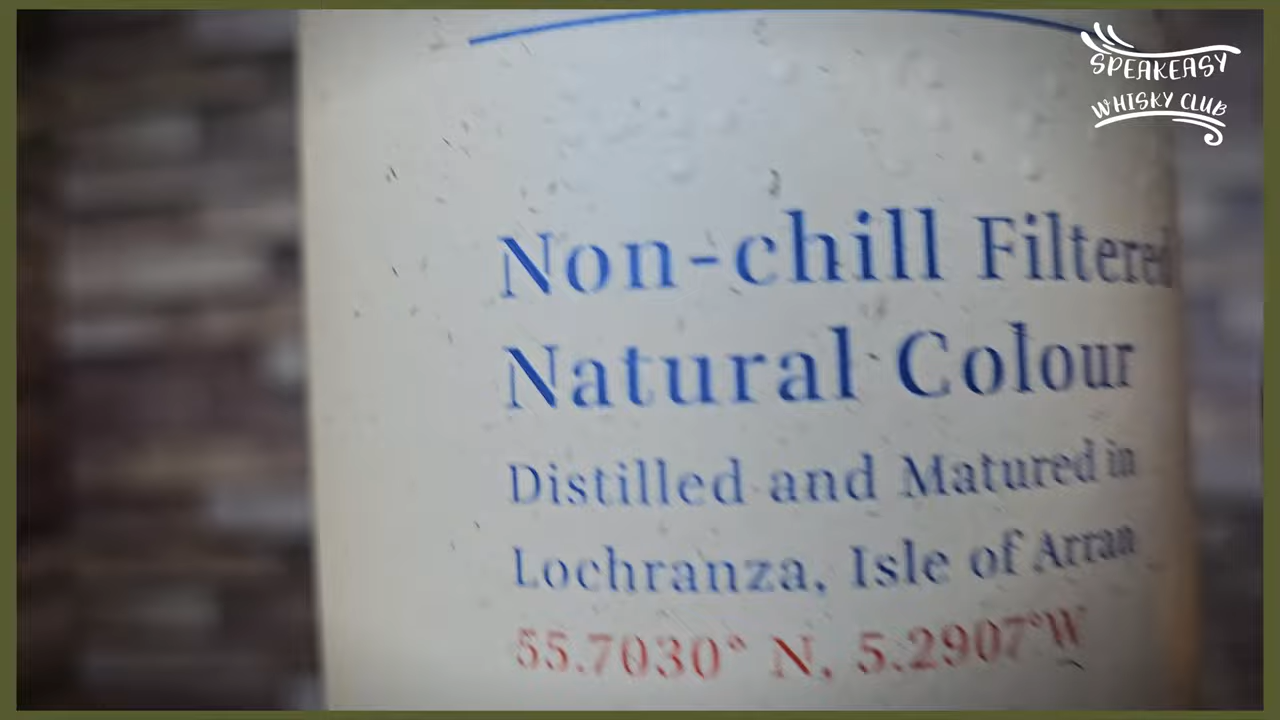 SPEAKEASY
WHISKY CLUB
Non-chill Filtered
Natural Colour
Distilled and Matured in
Lochranza, Isle of Arran
55.7030° N, 5.2907°W